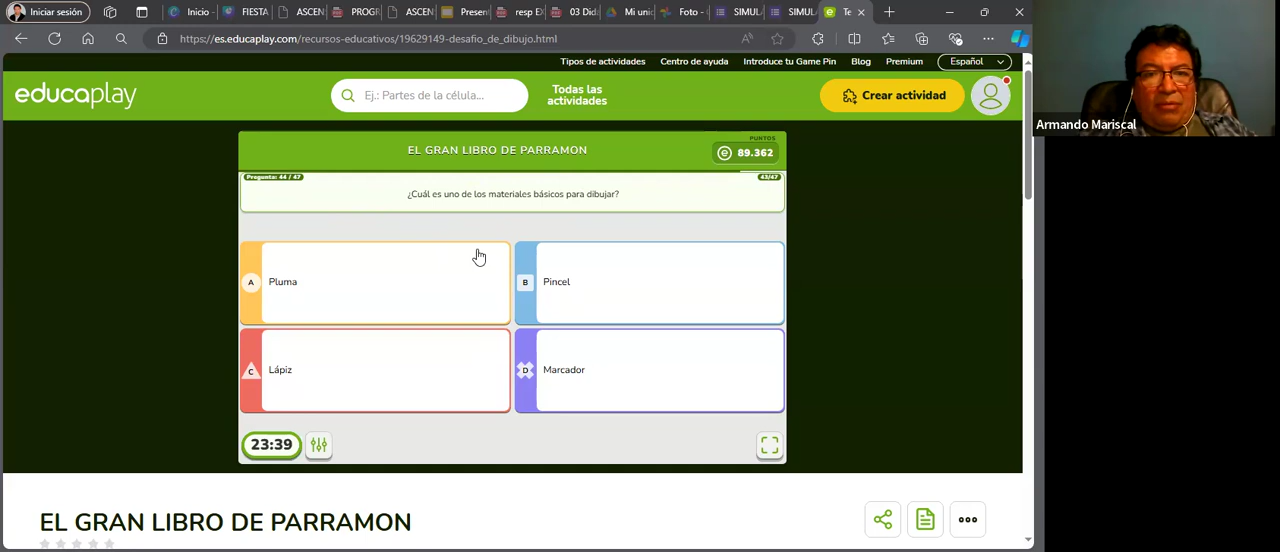 Iniciar sesión
Inicio -
FIESTA
ASCEN
PROGR
ASCEN
Present
resp EX
03 Dida
Mi unic
Foto - G
SIMUL
SIMUL
Te
https://es.educaplay.com/recursos-educativos/19629149-desafio_de_dibujo.html
Tipos de actividades
Centro de ayuda
Introduce tu Game Pin
Blog
Premium
Español
educaplay
Ej.: Partes de la célula...
Todas las
actividades
Crear actividad
Armando Mariscal
EL GRAN LIBRO DE PARRAMON
PUNTOS
89.362
Pregunta: 44 / 47
43/47
¿Cuál es uno de los materiales básicos para dibujar?
A
Pluma
B
Pincel
C
Lápiz
D
Marcador
23:39
EL GRAN LIBRO DE PARRAMON